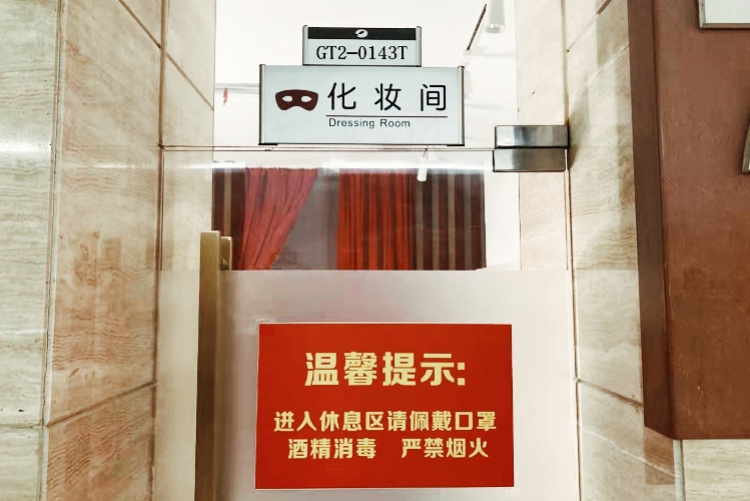 GT2-0143T
化妆间
Dressing Room
温馨提示:
进入休息区请佩戴口罩
酒精消毒 严禁烟火